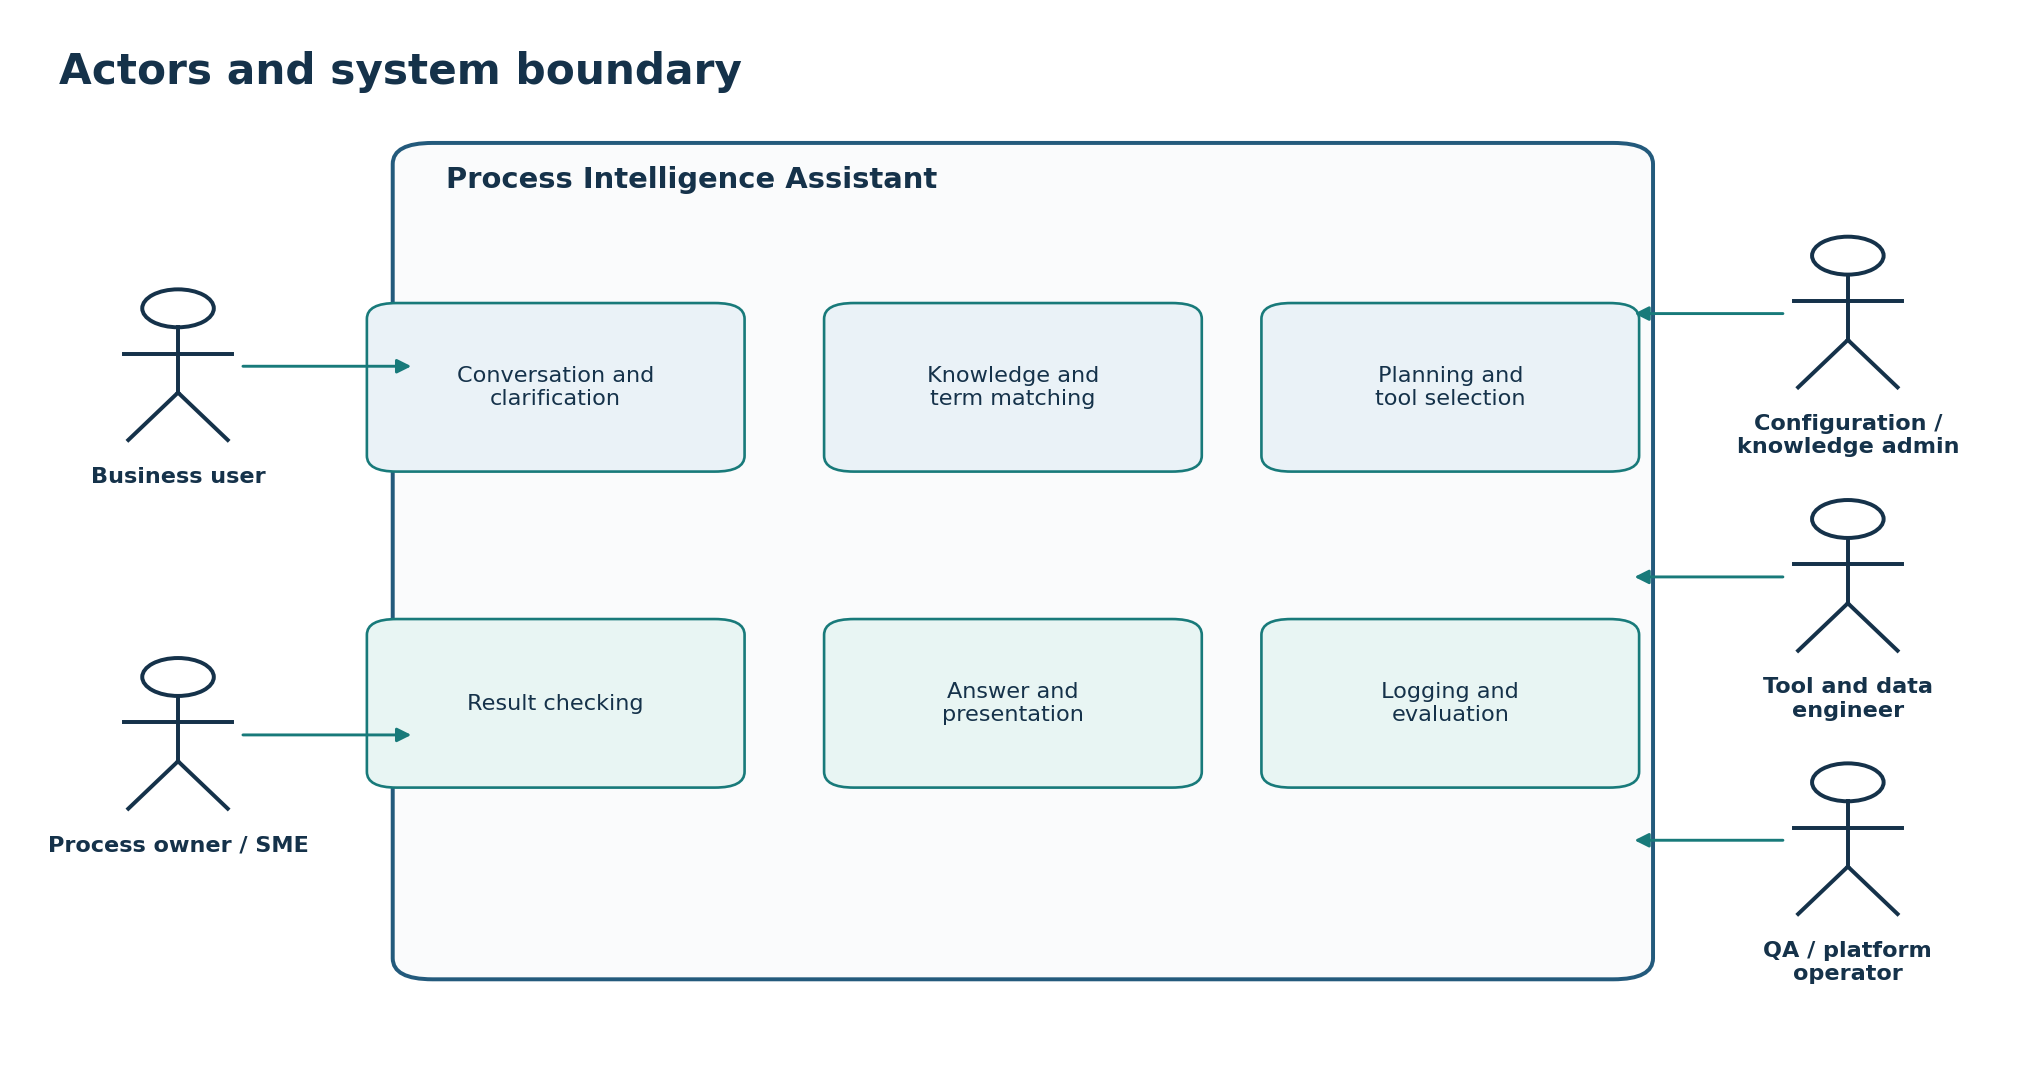 Actors and system boundary
Process Intelligence Assistant
Business user
Process owner / SME
Conversation and
clarification
Knowledge and
term matching
Planning and
tool selection
Result checking
Answer and
presentation
Logging and
evaluation
Configuration /
knowledge admin
Tool and data
engineer
QA / platform
operator